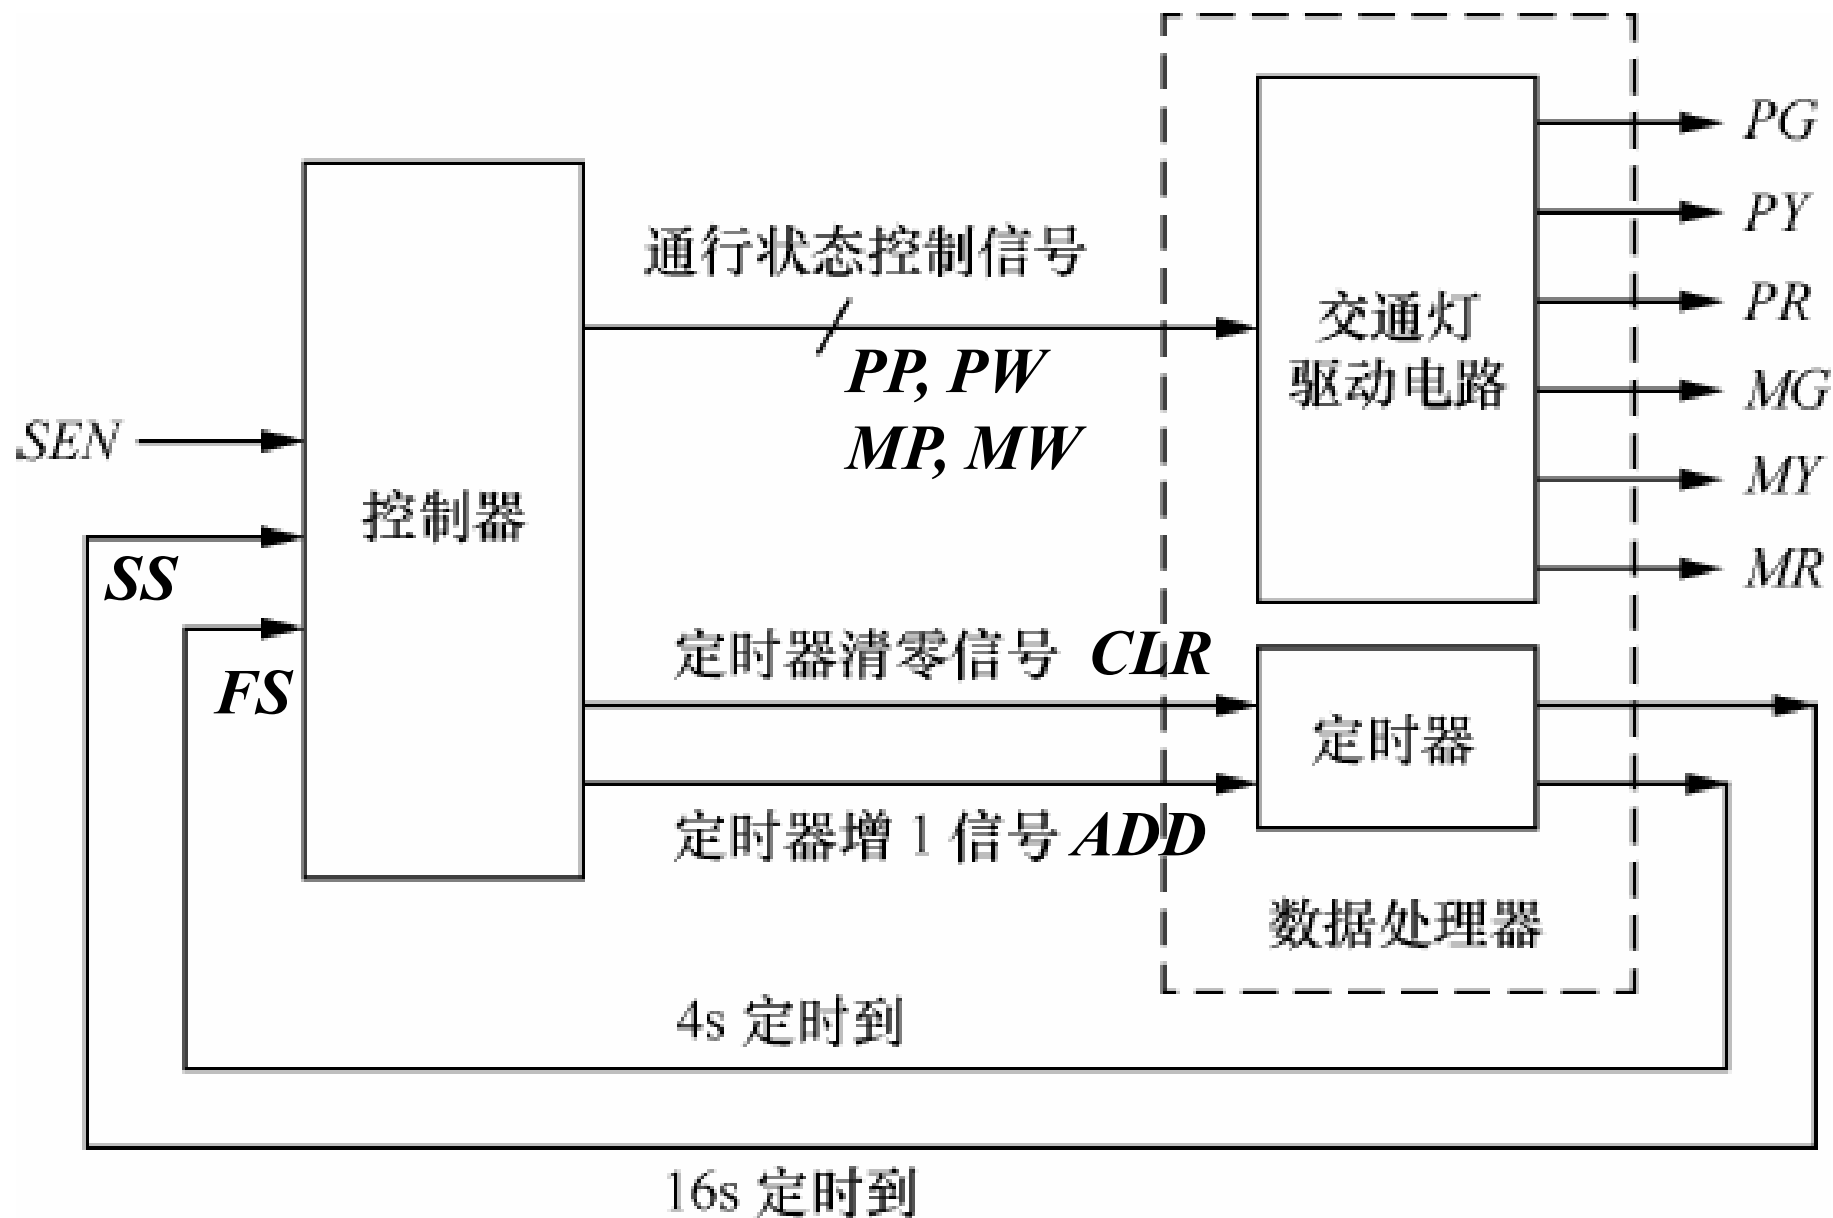 PG
PY
PR
MG
MY
MR
通行状态控制信号
PP, PW
MP, MW
交通灯
驱动电路
SEN
SS
FS
控制器
定时器清零信号 CLR
定时器
定时器增 1 信号 ADD
数据处理器
4s 定时到
16s 定时到